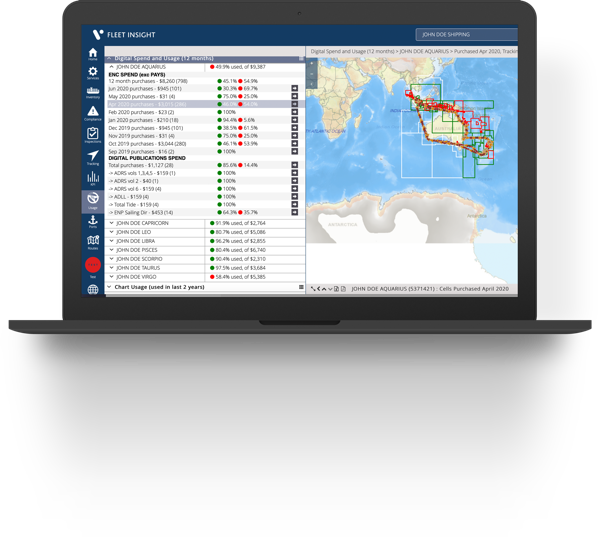 FLEET INSIGHT
JOHN DOE SHIPPING
Home
Services
Inventory
Compliance
Inspections
Tracking
KPI
Usage
Ports
Routes
Digital Spend and Usage (12 months)
JOHN DOE AQUARIUS 49.9% used, of $9,387
ENC SPEND (exc PAYS)
12 month purchases - $8,260 (798) 45.1% 54.9%
Jun 2020 purchases - $945 (101) 30.3% 69.7%
May 2020 purchases - $31 (4) 75.0% 25.0%
Feb 2020 purchases - $23 (2) 100%
Jan 2020 purchases - $210 (18) 94.4% 5.6%
Dec 2019 purchases - $945 (101) 38.5% 61.5%
Nov 2019 purchases - $31 (4) 75.0% 25.0%
Oct 2019 purchases - $3,044 (280) 46.1% 53.9%
Sep 2019 purchases - $16 (2) 100%
DIGITAL PUBLICATIONS SPEND
Total purchases - $1,127 (28) 85.6% 14.4%
-> ADRS vols 1,3,4,5 - $159 (1) 100%
-> ADRS vol 2 - $40 (1) 100%
-> ADRS vol 6 - $159 (4) 100%
-> ADLL - $159 (4) 100%
-> Total Tide - $159 (4) 100%
-> ENP Sailing Dir - $453 (14) 64.3% 35.7%
JOHN DOE CAPRICORN 91.9% used, of $2,764
JOHN DOE LEO 80.7% used, of $5,086
JOHN DOE LIBRA 96.2% used, of $2,855
JOHN DOE PISCES 80.4% used, of $6,740
JOHN DOE SCORPIO 90.4% used, of $2,310
JOHN DOE TAURUS 97.5% used, of $3,684
JOHN DOE VIRGO 58.4% used, of $5,385
Chart Usage (used in last 2 years)
Digital Spend and Usage (12 months) > JOHN DOE AQUARIUS > Purchased Apr 2020, Trackin
JOHN DOE AQUARIUS (5371421) : Cells Purchased April 2020